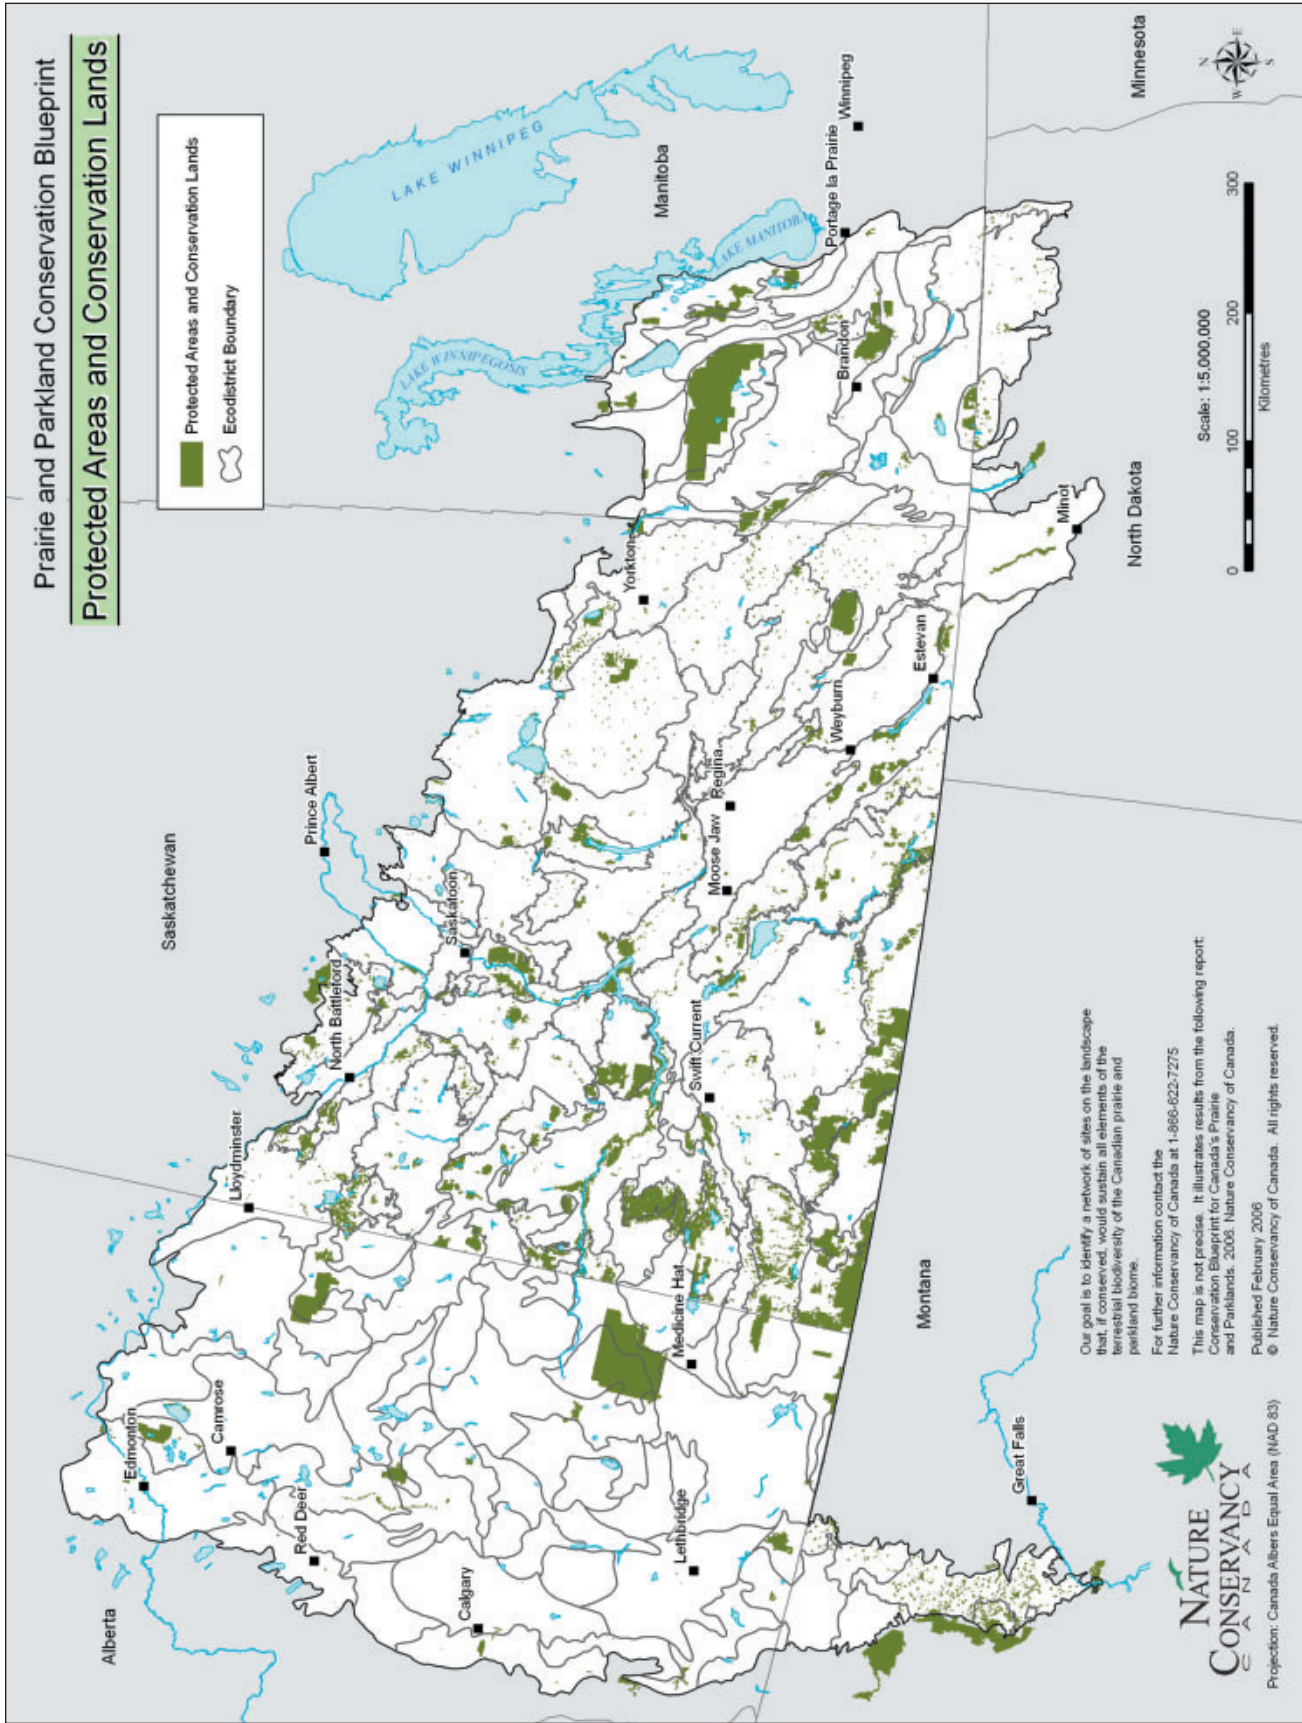 Prairie and Parkland Conservation Blueprint
Protected Areas and Conservation Lands
Protected Areas and Conservation Lands
Ecodistrict Boundary
Alberta
Saskatchewan
Manitoba
LAKE WINNIPEG
LAKE WINNIPEGOSIS
LAKE MANITOBA
Edmonton
Camrose
Red Deer
Calgary
Lethbridge
Medicine Hat
Lloydminster
North Battleford
Prince Albert
Saskatoon
Swift Current
Moose Jaw
Regina
Weyburn
Estevan
Yorkton
Brandon
Portage la Prairie
Winnipeg
Minot
Great Falls
Montana
North Dakota
Minnesota
N
E
S
W
Scale: 1:5,000,000
0 100 200 300
Kilometres
NATURE
CONSERVANCY
CANADA
Projection: Canada Albers Equal Area (NAD 83)
Our goal is to identify a network of sites on the landscape
that, if conserved, would sustain all elements of the
terrestrial biodiversity of the Canadian prairie and
parkland biome.
For further information contact the
Nature Conservancy of Canada at 1-866-622-7275
This map is not precise. It illustrates results from the following report:
Conservation Blueprint for Canada's Prairie
and Parklands. 2006. Nature Conservancy of Canada.
Published February 2006
© Nature Conservancy of Canada. All rights reserved.